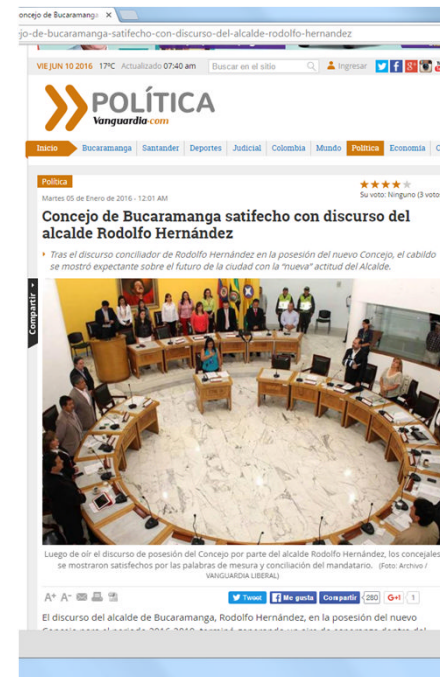 oncejo de Bucaramanga
jo-de-bucaramanga-satifecho-con-discurso-del-alcalde-rodolfo-hernandez
VIE JUN 10 2016 17ºC Actualizado 07:40 am Buscar en el sitio Ingresar
POLÍTICA
Vanguardia.com
Inicio Bucaramanga Santander Deportes Judicial Colombia Mundo Política Economía
Política
Martes 05 de Enero de 2016 - 12:01 AM
Su voto: Ninguno (3 voto
Concejo de Bucaramanga satifecho con discurso del
alcalde Rodolfo Hernández
Tras el discurso conciliador de Rodolfo Hernández en la posesión del nuevo Concejo, el cabildo
se mostró expectante sobre el futuro de la ciudad con la “nueva” actitud del Alcalde.
Compartir
Luego de oír el discurso de posesión del Concejo por parte del alcalde Rodolfo Hernández, los concejales
se mostraron satisfechos por las palabras de mesura y conciliación del mandatario. (Foto: Archivo /
VANGUARDIA LIBERAL)
A+ A- Tweet Me gusta Compartir 280 G+1 1
El discurso del alcalde de Bucaramanga, Rodolfo Hernández, en la posesión del nuevo